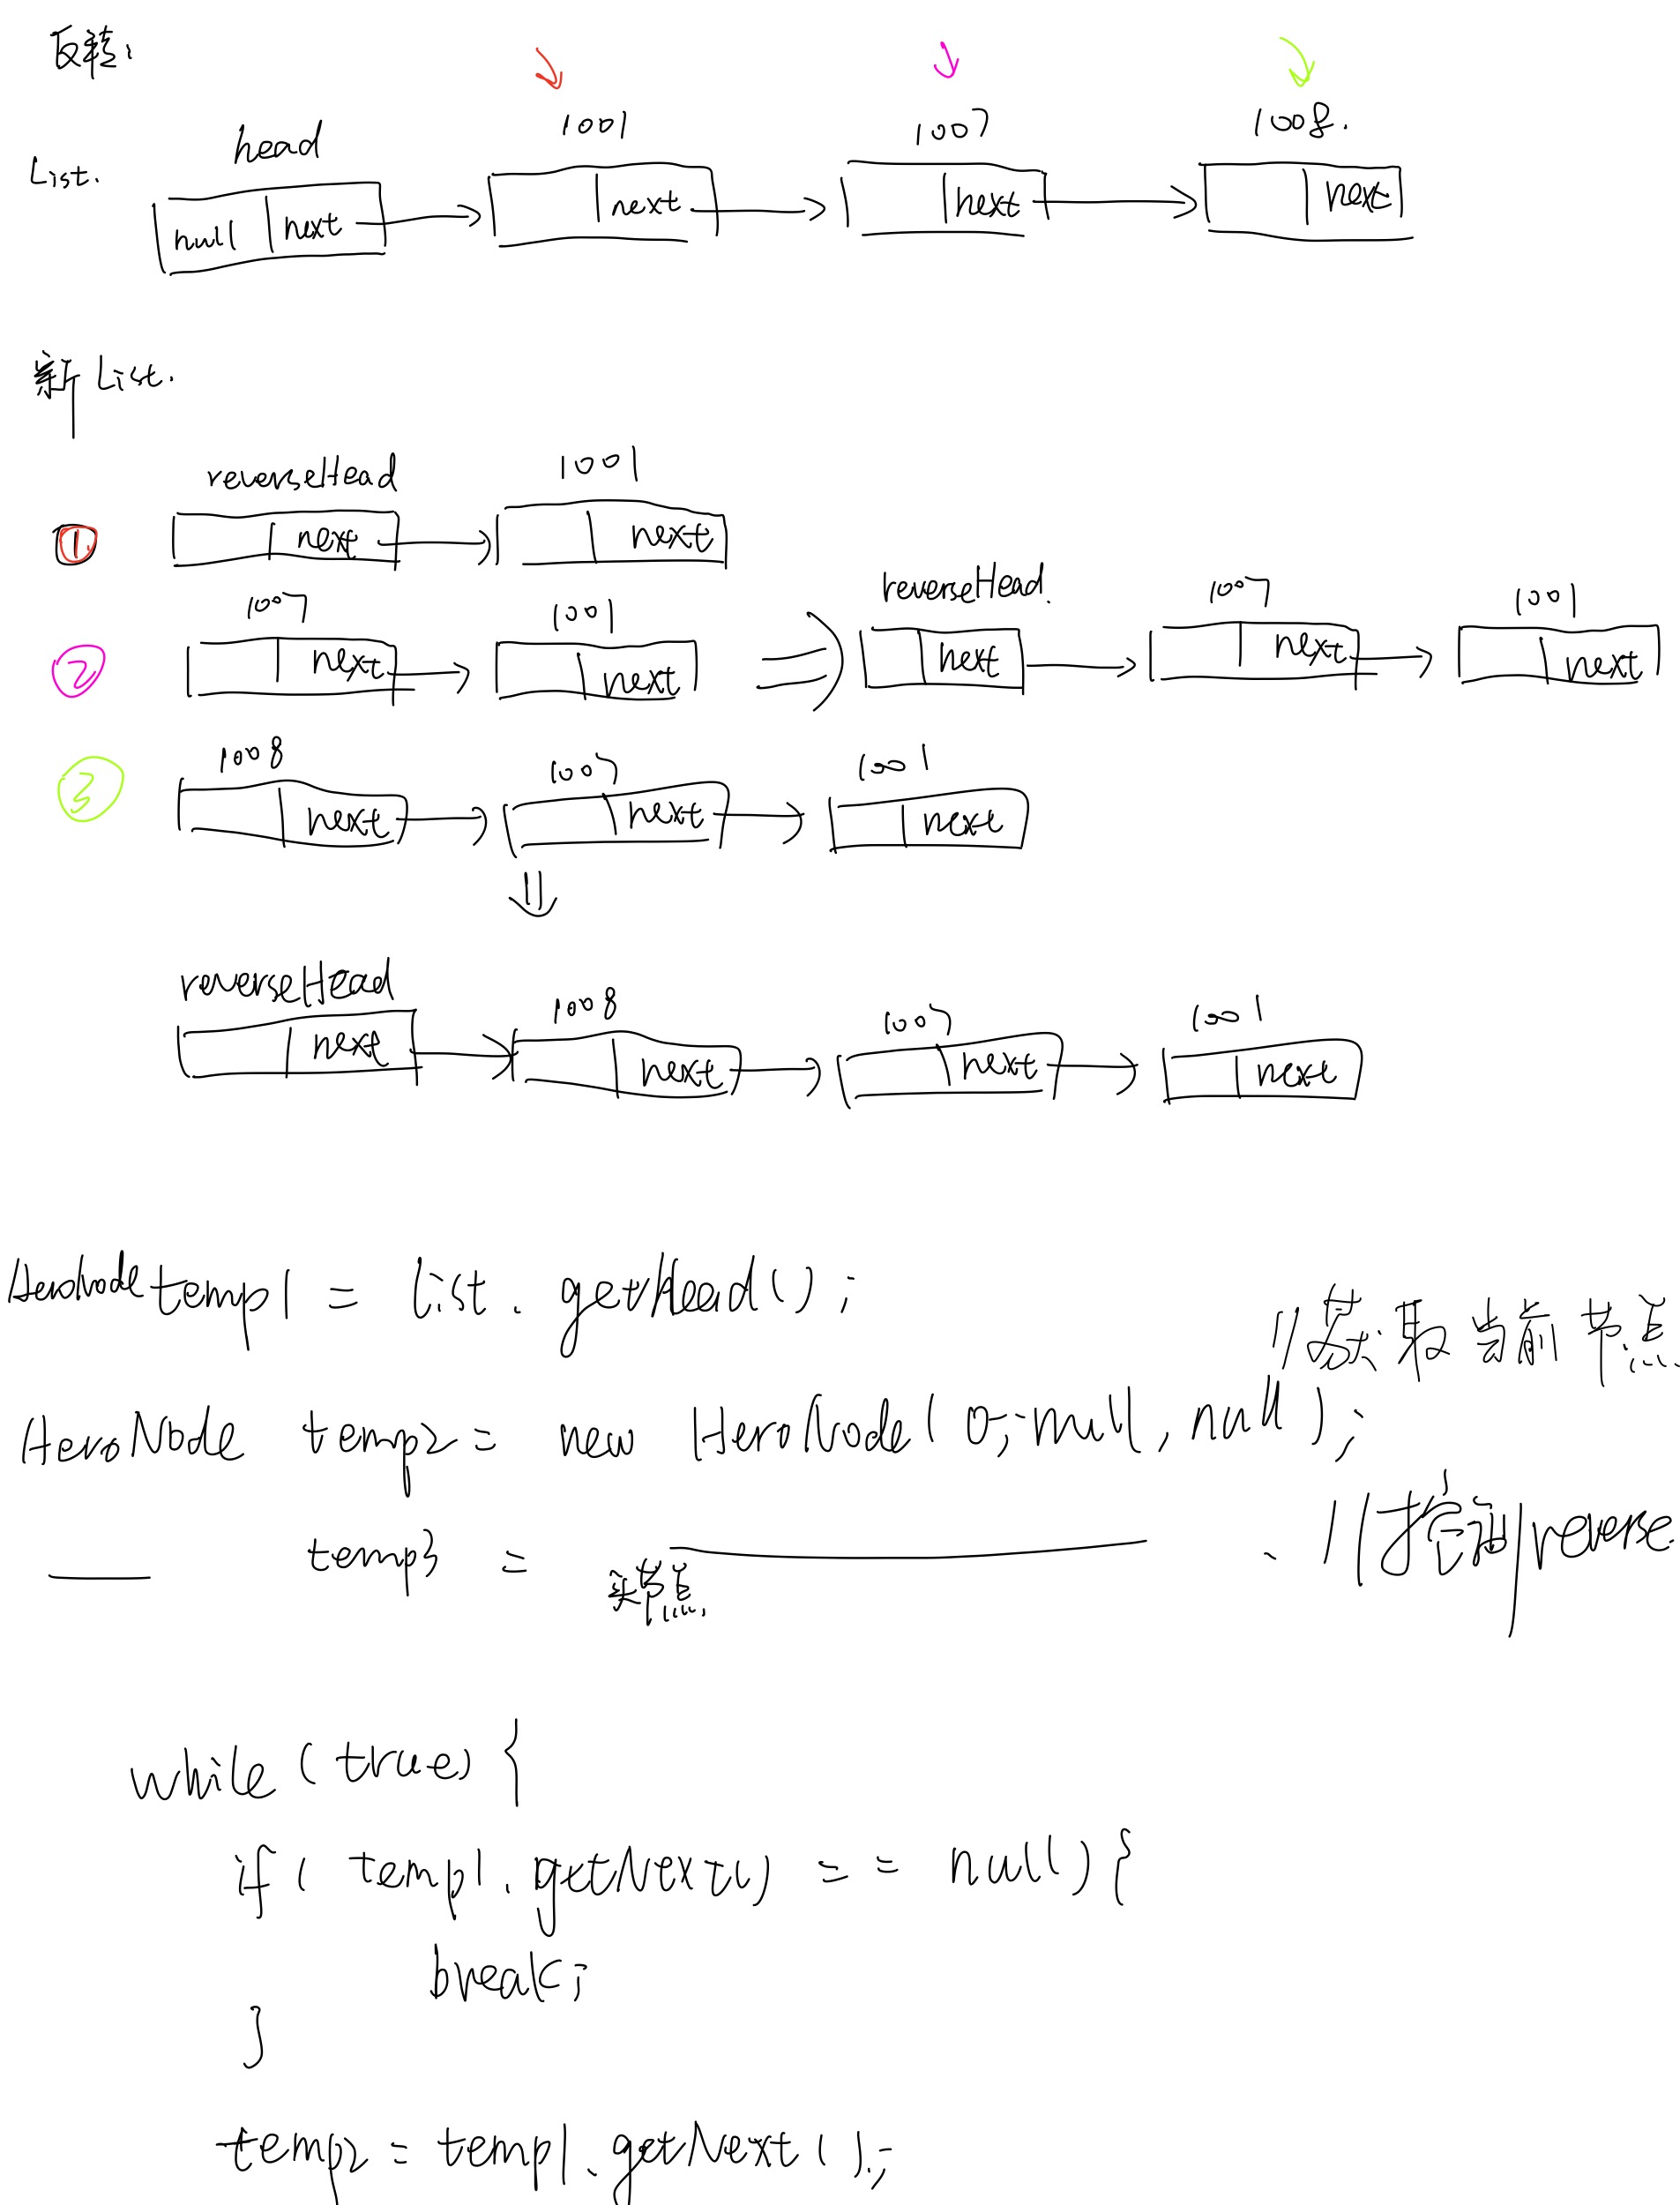 反转:
head 1001 1007 1008.
List.
null next next next next
新 List.
reverseHead 1001
① next next
1007 1001 reverseHead. 1007 1001
② next next next next next
1008 1007 1001
③ next next next
reverseHead 1008 1007 1001
next next next next
HeroNode temp1 = List. getHead();
//获取当前节点
HeroNode temp2 = new HeroNode(0, null, null);
temp3 = . //控制reverse
头节点.
while (true) {
if ( temp1. getNext() == null) {
break;
}
temp2 = temp1. getNext();